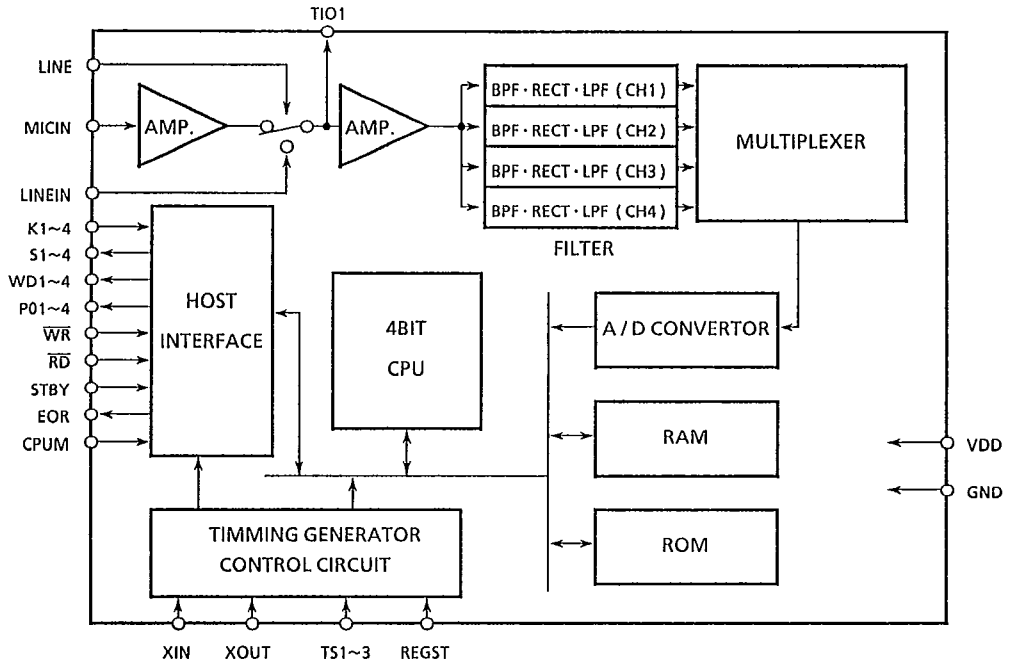 TIO1
LINE
MICIN
LINEIN
AMP.
AMP.
BPF·RECT·LPF (CH1)
BPF·RECT·LPF (CH2)
BPF·RECT·LPF (CH3)
BPF·RECT·LPF (CH4)
FILTER
MULTIPLEXER
K1~4
S1~4
WD1~4
P01~4
W̅R̅
R̅D̅
STBY
EOR
CPUM
HOST
INTERFACE
4BIT
CPU
A / D CONVERTOR
RAM
ROM
VDD
GND
TIMMING GENERATOR
CONTROL CIRCUIT
XIN
XOUT
TS1~3
REGST